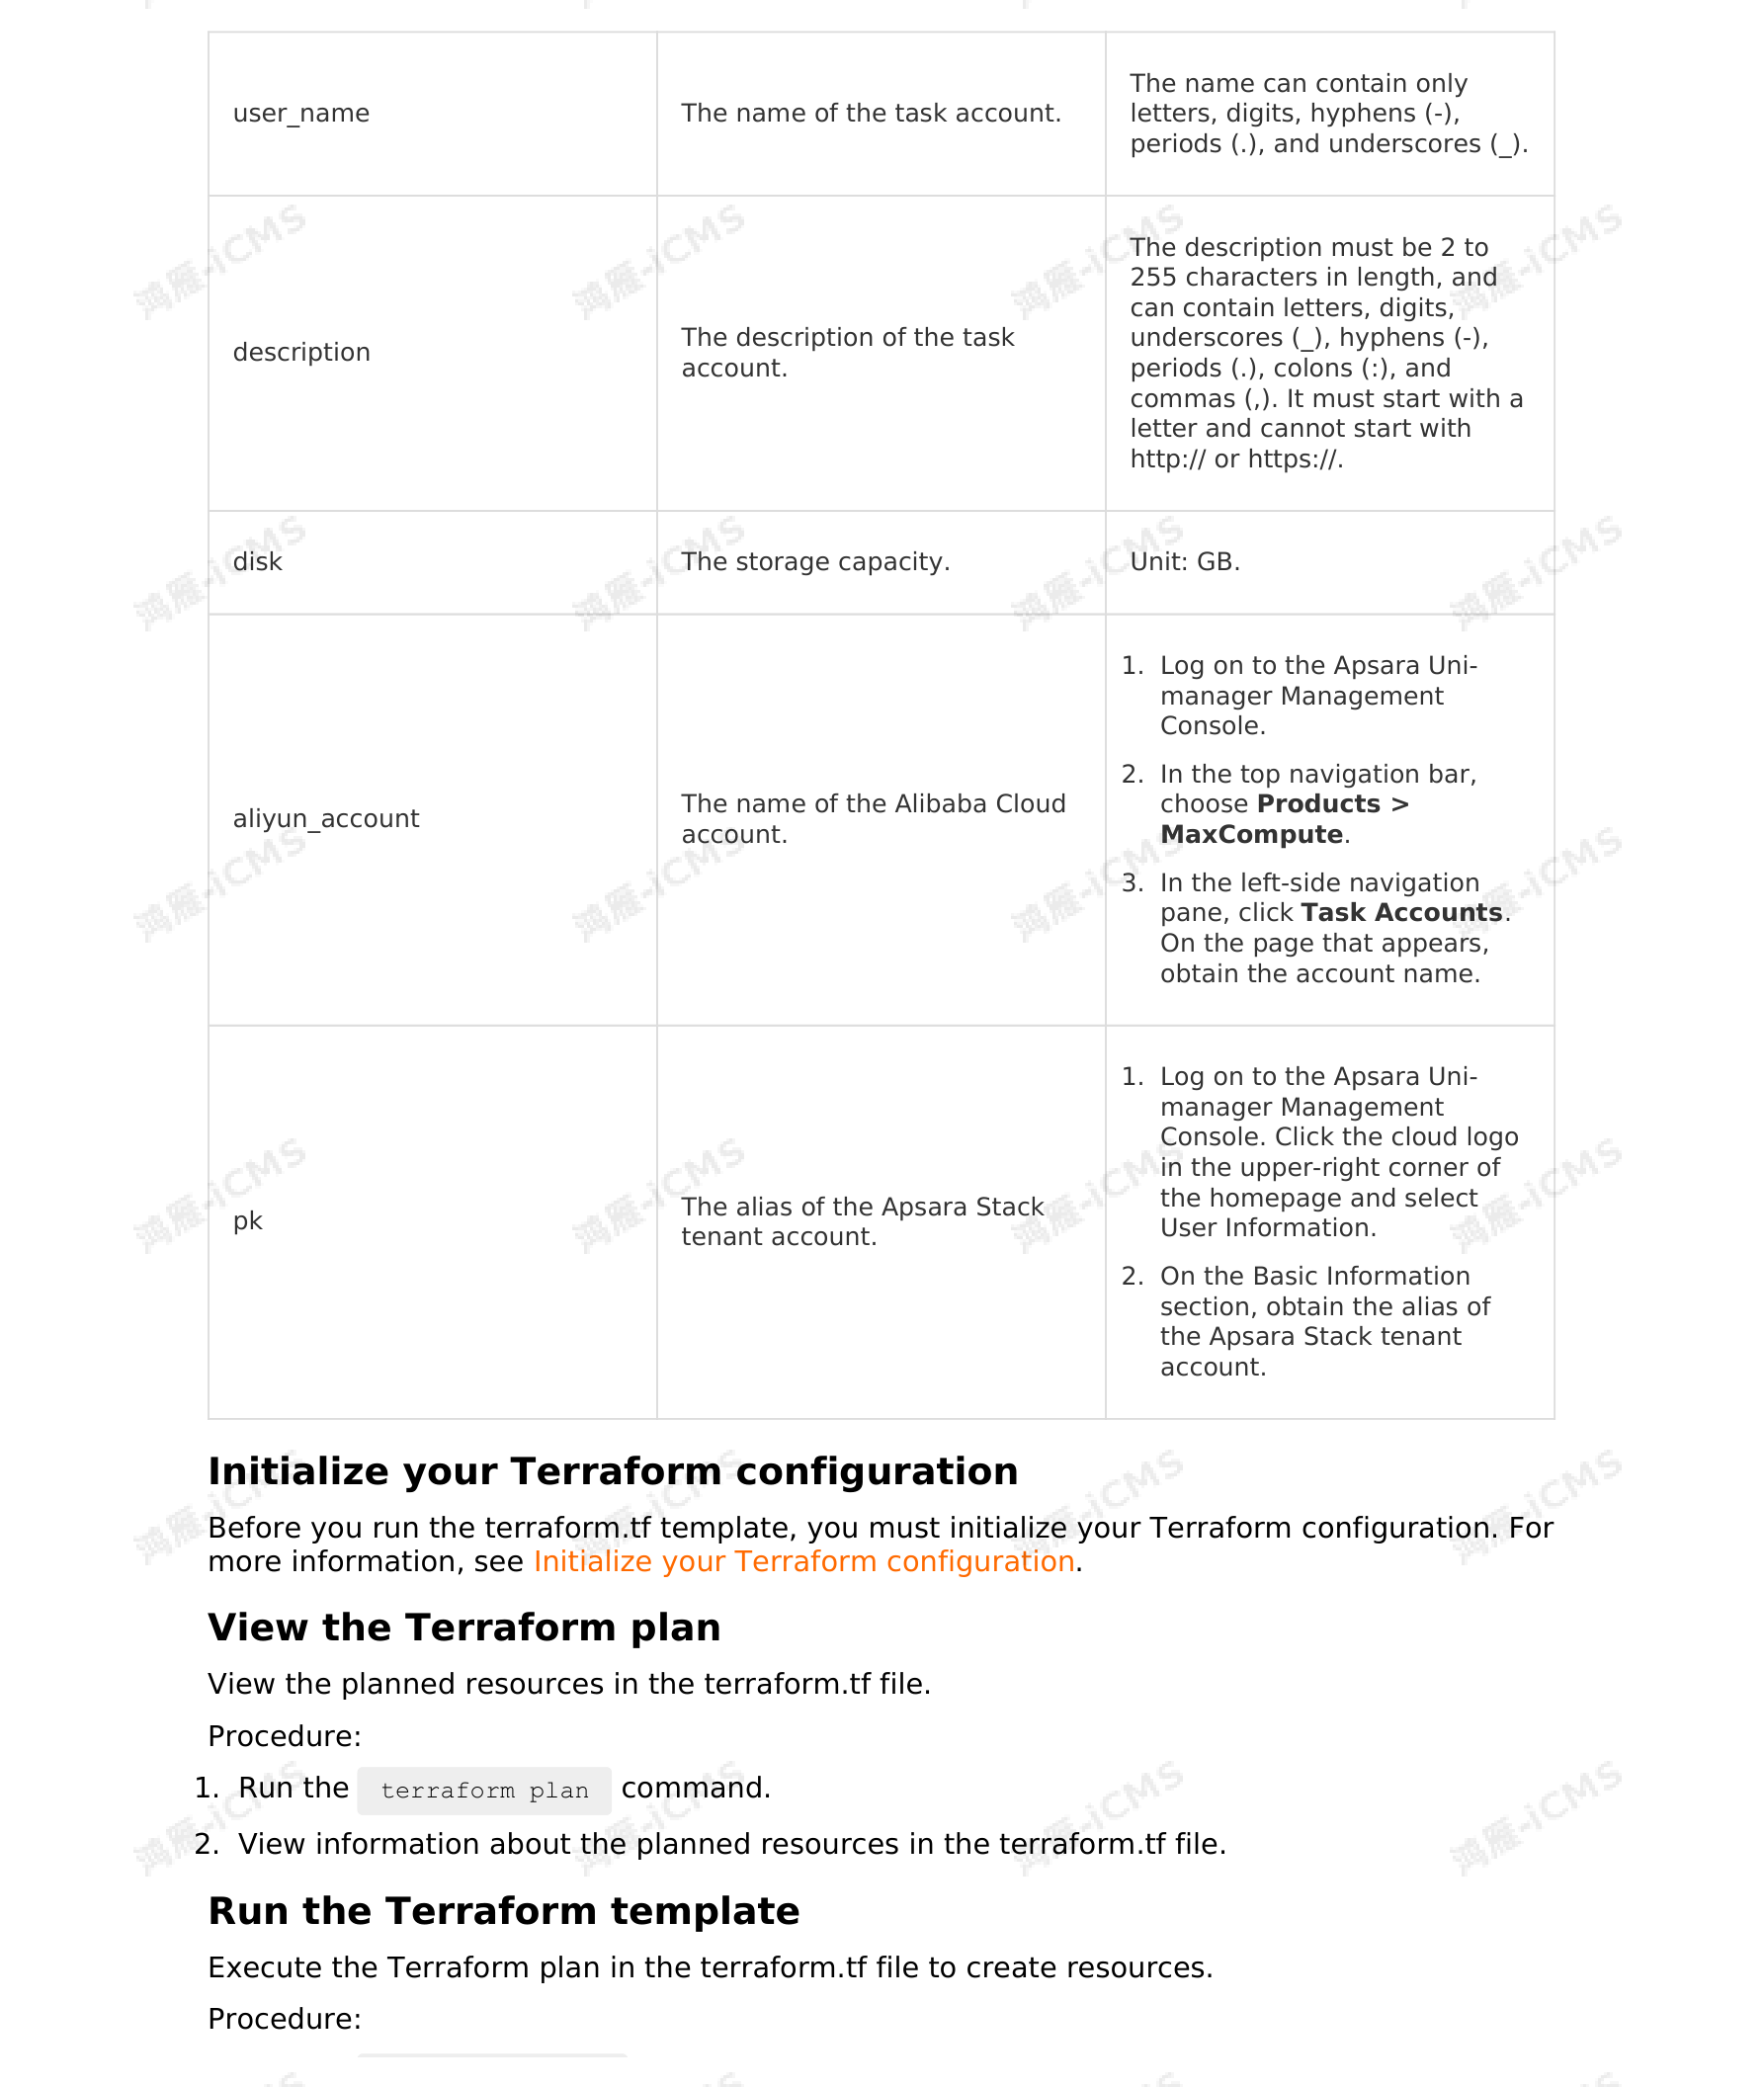 user_name
The name of the task account.
The name can contain only
letters, digits, hyphens (-),
periods (.), and underscores (_).
description
The description of the task
account.
The description must be 2 to
255 characters in length, and
can contain letters, digits,
underscores (_), hyphens (-),
periods (.), colons (:), and
commas (,). It must start with a
letter and cannot start with
http:// or https://.
disk
The storage capacity.
Unit: GB.
aliyun_account
The name of the Alibaba Cloud
account.
1. Log on to the Apsara Uni-
manager Management
Console.
2. In the top navigation bar,
choose Products >
MaxCompute.
3. In the left-side navigation
pane, click Task Accounts.
On the page that appears,
obtain the account name.
pk
The alias of the Apsara Stack
tenant account.
1. Log on to the Apsara Uni-
manager Management
Console. Click the cloud logo
in the upper-right corner of
the homepage and select
User Information.
2. On the Basic Information
section, obtain the alias of
the Apsara Stack tenant
account.
Initialize your Terraform configuration
Before you run the terraform.tf template, you must initialize your Terraform configuration. For
more information, see Initialize your Terraform configuration.
View the Terraform plan
View the planned resources in the terraform.tf file.
Procedure:
1. Run the terraform plan command.
2. View information about the planned resources in the terraform.tf file.
Run the Terraform template
Execute the Terraform plan in the terraform.tf file to create resources.
Procedure:
鸿雁-iCMS